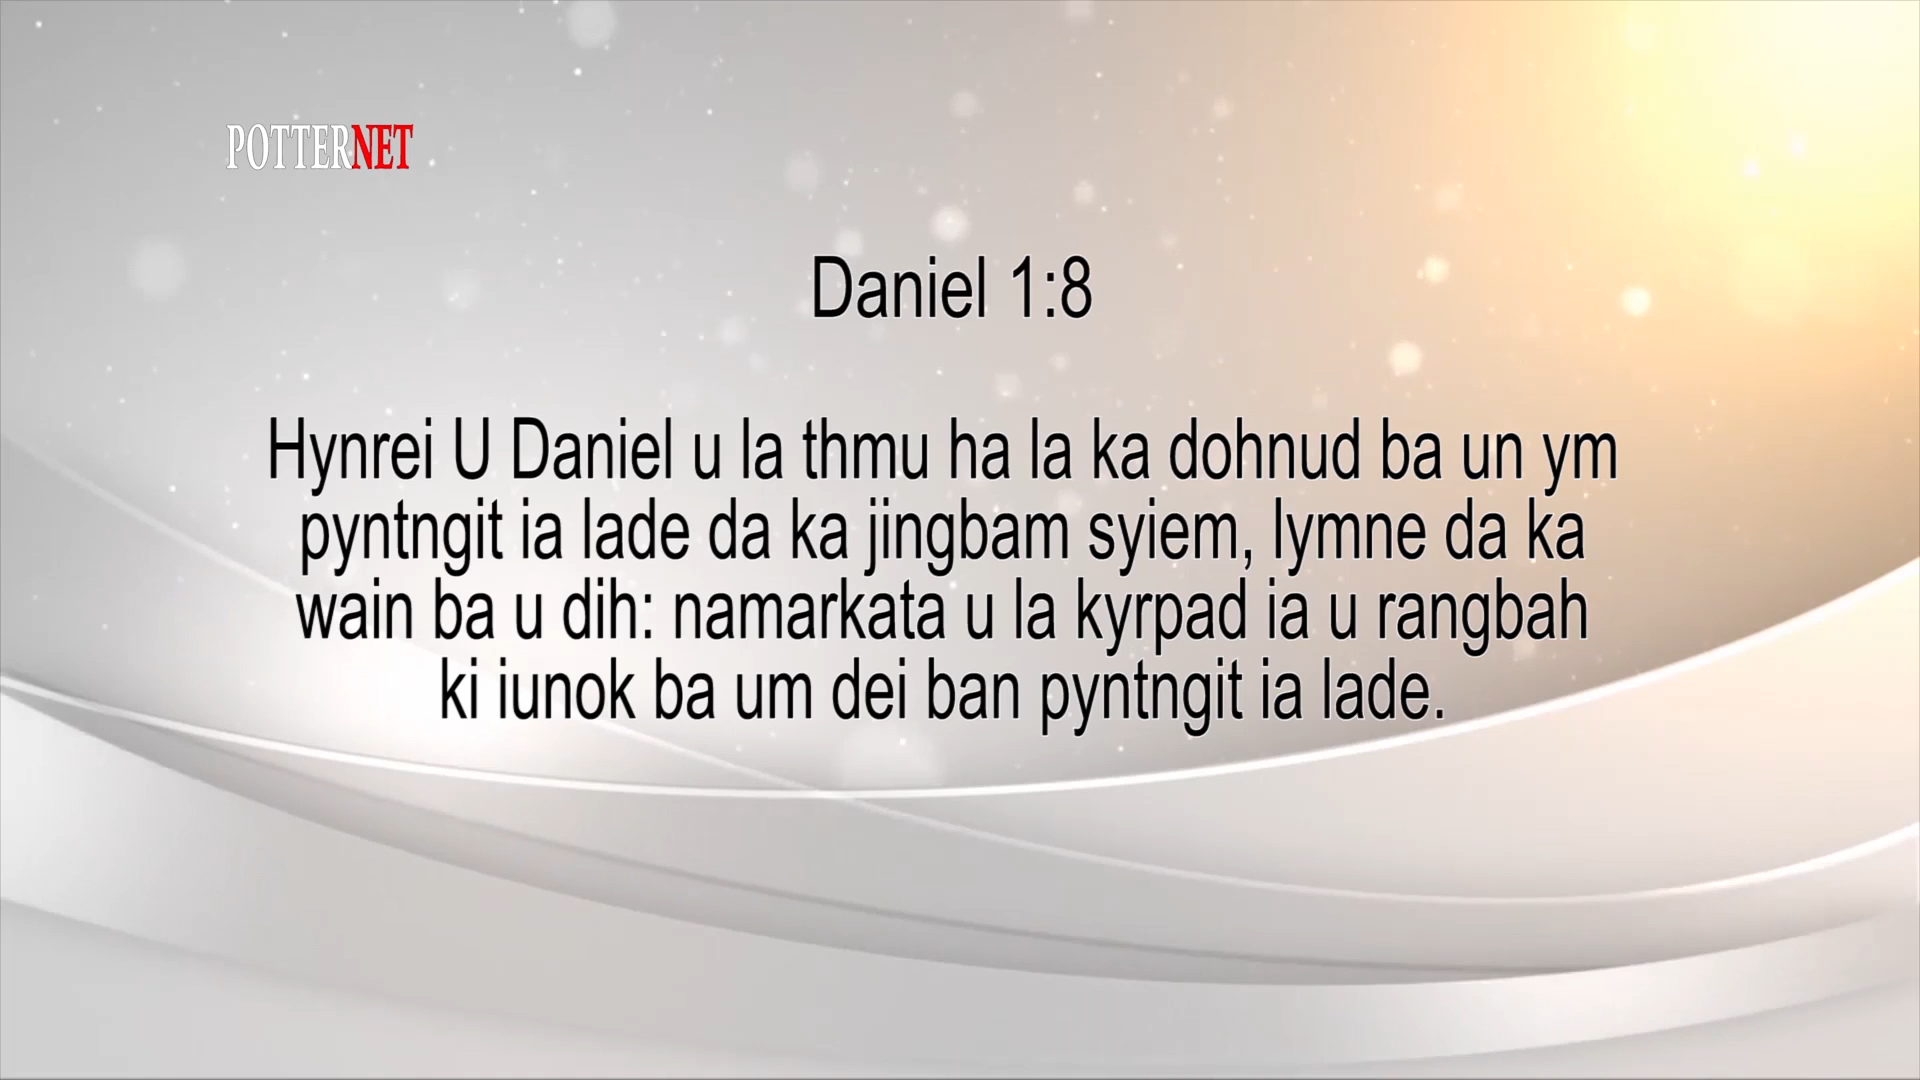 POTTERNET
Daniel 1:8
Hynrei U Daniel u la thmu ha la ka dohnud ba un ym
pyntngit ia lade da ka jingbam syiem, lymne da ka
wain ba u dih: namarkata u la kyrpad ia u rangbah
ki iunok ba um dei ban pyntngit ia lade.